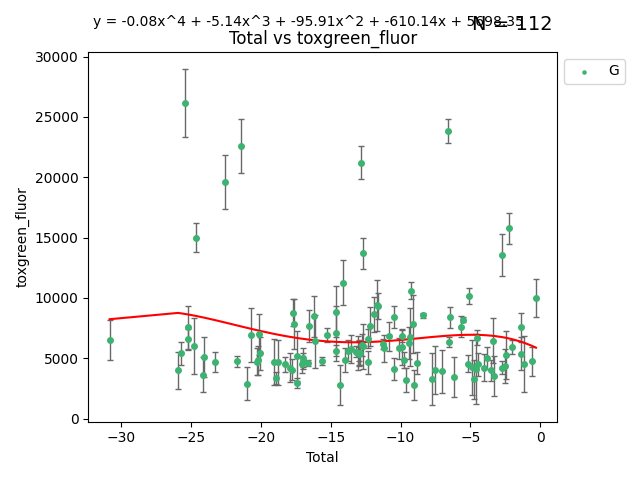 y = -0.08x^4 + -5.14x^3 + -95.91x^2 + -610.14x + 5698.35
N = 112
Total vs toxgreen_fluor
G
30000
25000
20000
15000
10000
5000
0
toxgreen_fluor
−30 −25 −20 −15 −10 −5 0
Total